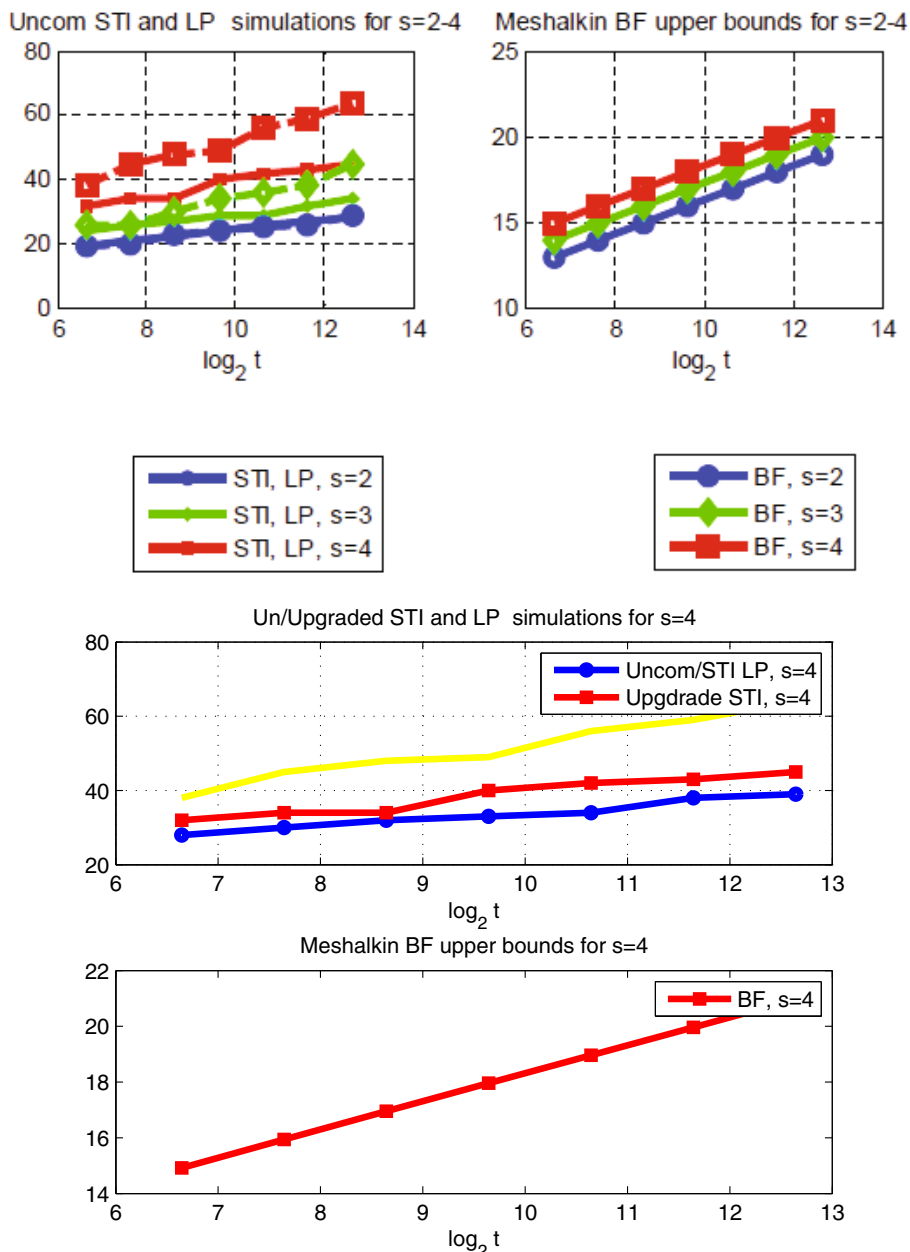 Uncom STI and LP simulations for s=2-4
80
60
40
20
0
6 8 10 12 14
log2 t
Meshalkin BF upper bounds for s=2-4
25
20
15
10
6 8 10 12 14
log2 t
STI, LP, s=2
STI, LP, s=3
STI, LP, s=4
BF, s=2
BF, s=3
BF, s=4
Un/Upgraded STI and LP simulations for s=4
80
60
40
20
Uncom/STI LP, s=4
Upgdrade STI, s=4
6 7 8 9 10 11 12 13
log2 t
Meshalkin BF upper bounds for s=4
22
20
18
16
14
BF, s=4
6 7 8 9 10 11 12 13
log2 t